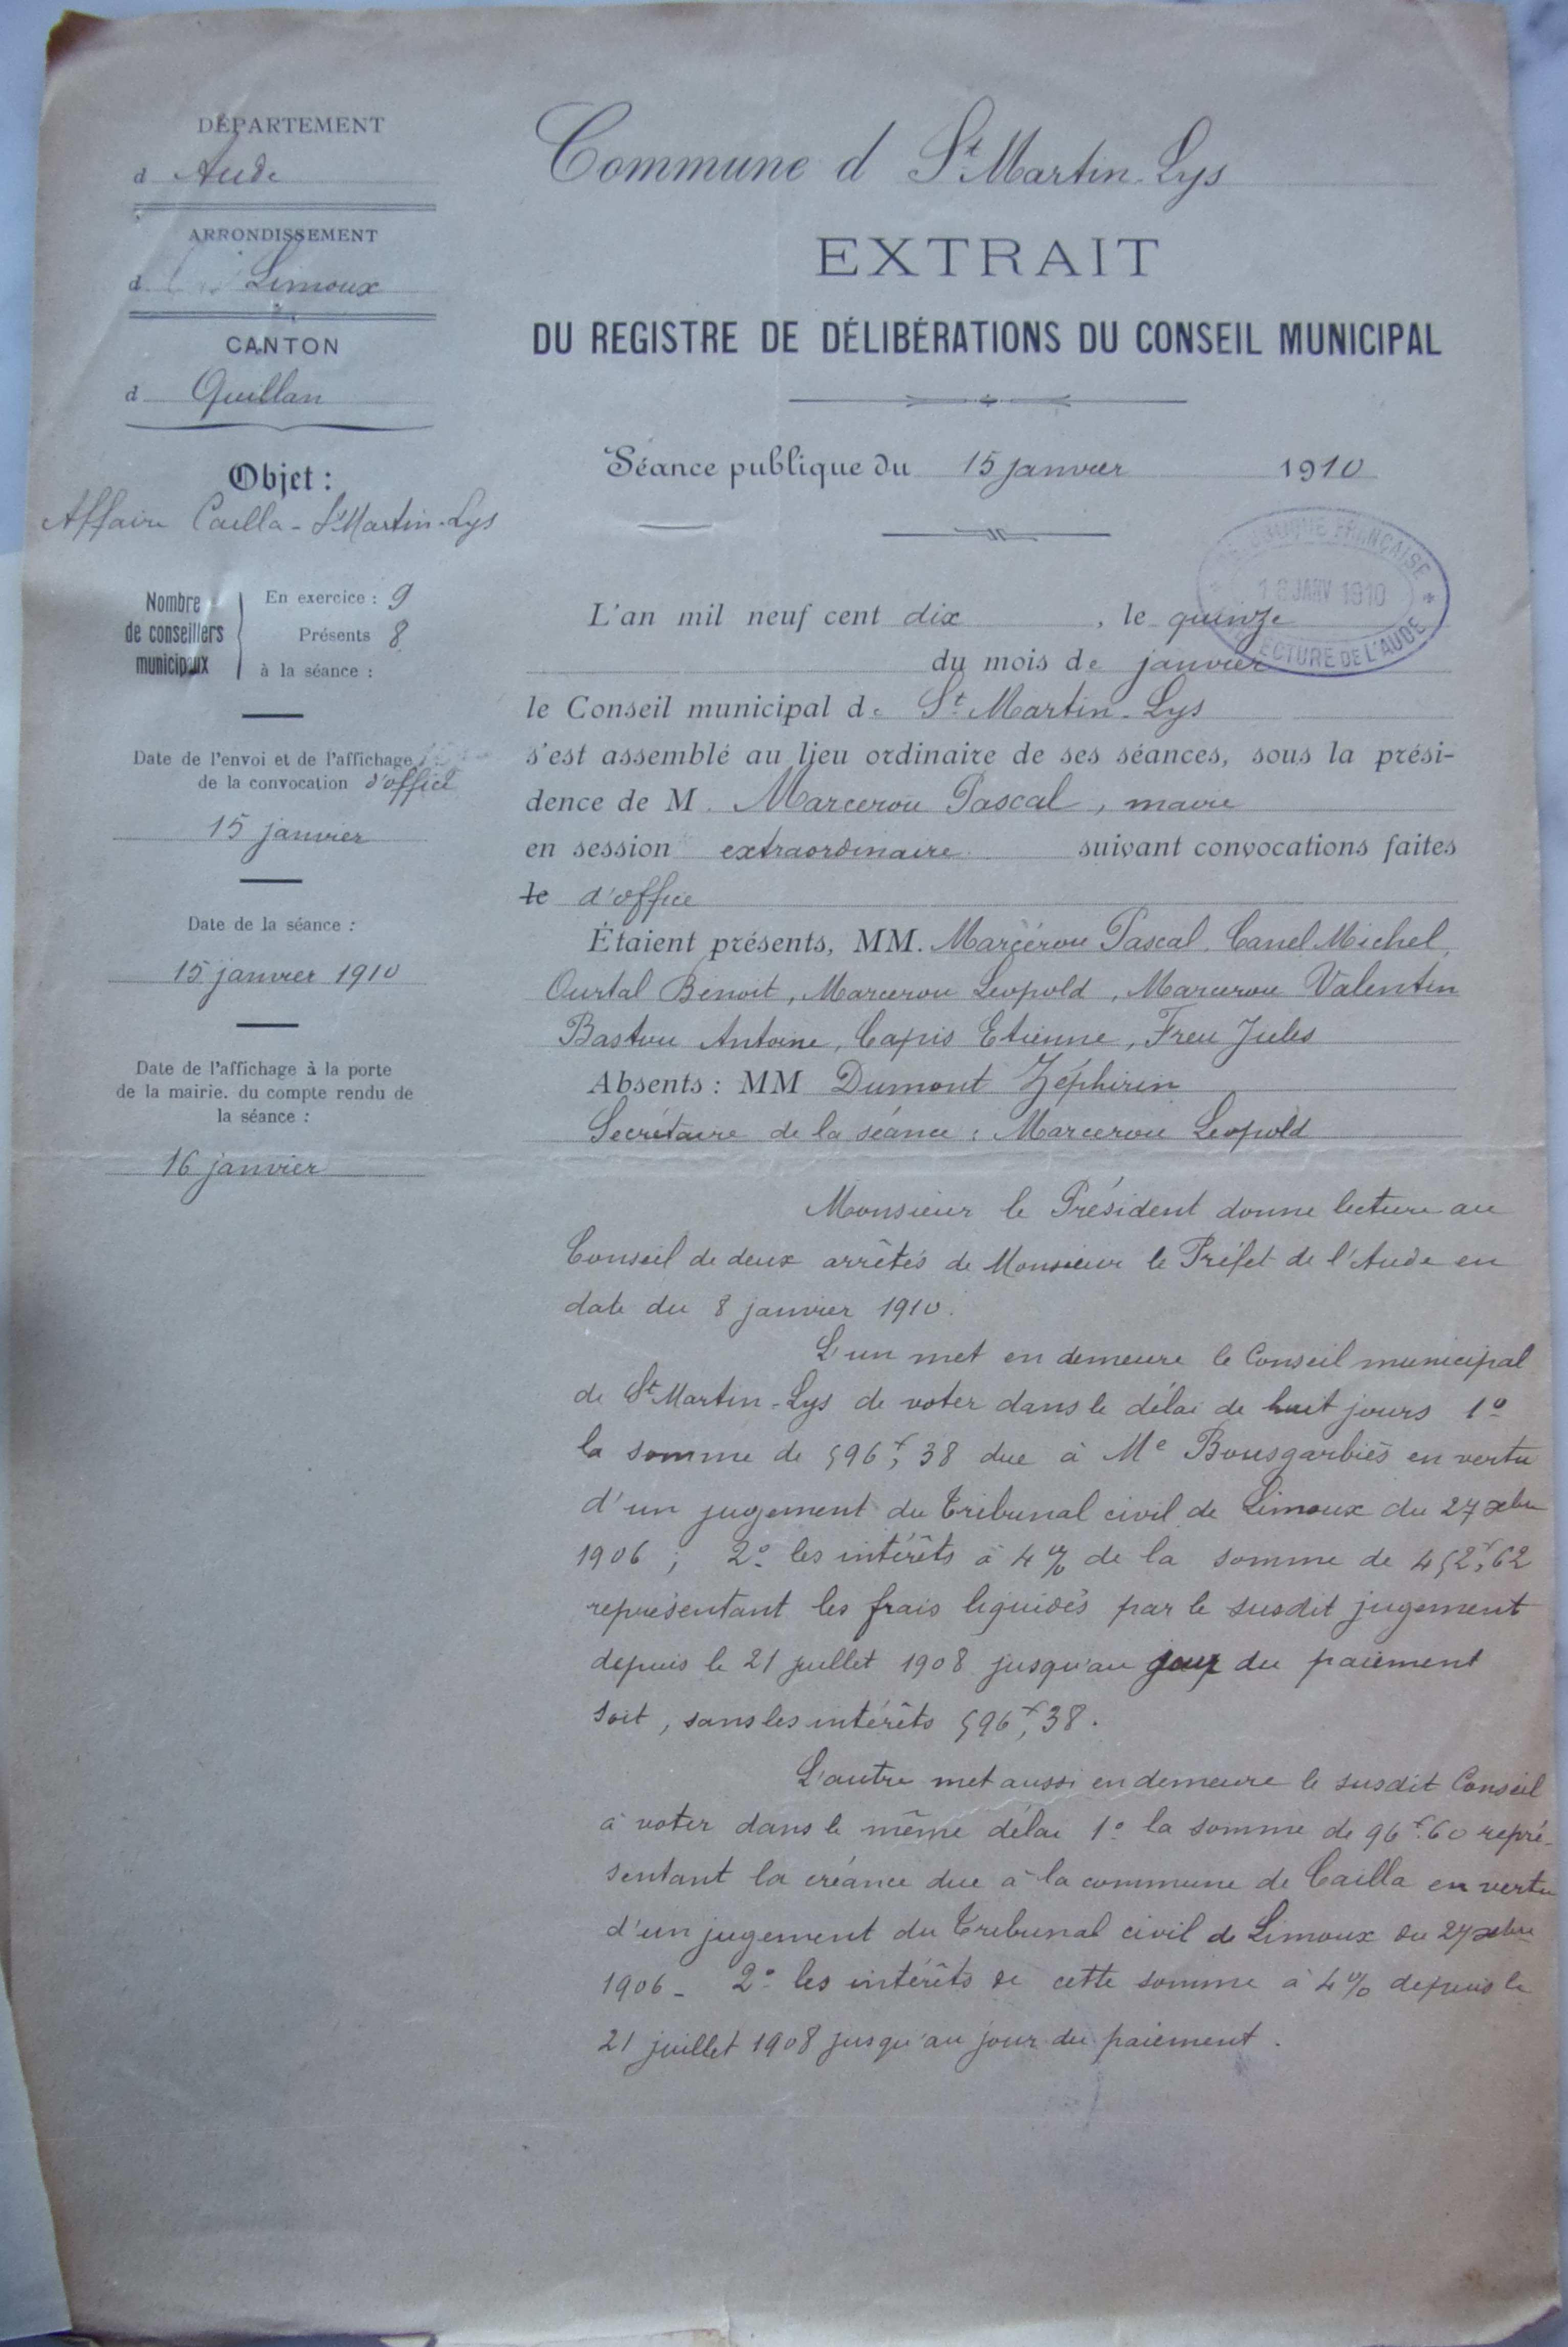 DÉPARTEMENT
d Aude
ARRONDISSEMENT
d Limoux
CANTON
d Quillan
Objet :
Affaire Cailla - St Martin-Lys
Nombre de conseillers municipaux
En exercice : 9
Présents 8
à la séance :
Date de l'envoi et de l'affichage
de la convocation d'office
15 janvier
Date de la séance :
15 janvier 1910
Date de l'affichage à la porte
de la mairie. du compte rendu de
la séance :
16 janvier
Commune d St Martin-Lys
EXTRAIT
DU REGISTRE DE DÉLIBÉRATIONS DU CONSEIL MUNICIPAL
Séance publique du 15 janvier 1910
RÉPUBLIQUE FRANÇAISE
JANV 1910
PRÉFECTURE DE L'AUDE
L'an mil neuf cent dix , le quinze
du mois de janvier
le Conseil municipal de St Martin-Lys
s'est assemblé au lieu ordinaire de ses séances, sous la prési-
dence de M. Marcerou Pascal, maire
en session extraordinaire suivant convocations faites
le d'office
Étaient présents, MM. Marcérou Pascal, Canel Michel,
Ourtal Benoit, Marcerou Léopold, Marcerou Valentin
Bastou Antoine, Capis Etienne, Freu Jules
Absents : MM Dumont Zéphirin
Secrétaire de la séance : Marcerou Léopold
Monsieur le Président donne lecture au
Conseil de deux arrêtés de Monsieur le Préfet de l'Aude en
date du 8 janvier 1910.
L'un met en demeure le Conseil municipal
de St Martin-Lys de voter dans le délai de huit jours 1º
la somme de 596f,38 due à Me Bousgarbiès en vertu
d'un jugement du Tribunal civil de Limoux du 27 xbre
1906 ; 2º les intérêts à 4% de la somme de 452f,62
représentant les frais liquidés par le susdit jugement
depuis le 21 juillet 1908 jusqu'au jour du paiement
soit, sans les intérêts 596f,38.
L'autre met aussi en demeure le susdit Conseil
à voter dans le même délai 1º la somme de 96f.60 repré-
sentant la créance due à la commune de Cailla en vertu
d'un jugement du Tribunal civil de Limoux du 27 xbre
1906 - 2º les intérêts de cette somme à 4% depuis le
21 juillet 1908 jusqu'au jour du paiement.